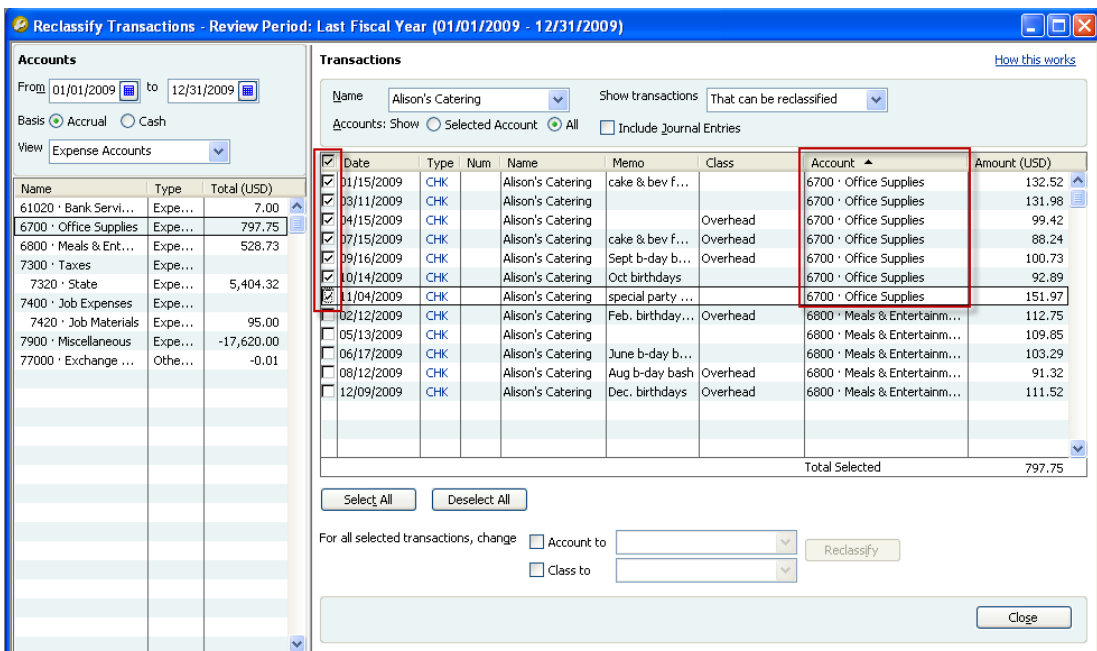 Reclassify Transactions - Review Period: Last Fiscal Year (01/01/2009 - 12/31/2009)
Accounts
From 01/01/2009 to 12/31/2009
Basis Accrual Cash
View Expense Accounts
Name Type Total (USD)
61020 · Bank Servi... Expe... 7.00
6700 · Office Supplies Expe... 797.75
6800 · Meals & Ent... Expe... 528.73
7300 · Taxes Expe...
7320 · State Expe... 5,404.32
7400 · Job Expenses Expe...
7420 · Job Materials Expe... 95.00
7900 · Miscellaneous Expe... -17,620.00
77000 · Exchange ... Othe... -0.01
Transactions How this works
Name Alison's Catering Show transactions That can be reclassified
Accounts: Show Selected Account All Include Journal Entries
Date Type Num Name Memo Class Account Amount (USD)
01/15/2009 CHK Alison's Catering cake & bev f... 6700 · Office Supplies 132.52
03/11/2009 CHK Alison's Catering 6700 · Office Supplies 131.98
04/15/2009 CHK Alison's Catering Overhead 6700 · Office Supplies 99.42
07/15/2009 CHK Alison's Catering cake & bev f... Overhead 6700 · Office Supplies 88.24
09/16/2009 CHK Alison's Catering Sept b-day b... Overhead 6700 · Office Supplies 100.73
10/14/2009 CHK Alison's Catering Oct birthdays 6700 · Office Supplies 92.89
11/04/2009 CHK Alison's Catering special party ... 6700 · Office Supplies 151.97
02/12/2009 CHK Alison's Catering Feb. birthday... Overhead 6800 · Meals & Entertainm... 112.75
05/13/2009 CHK Alison's Catering 6800 · Meals & Entertainm... 109.85
06/17/2009 CHK Alison's Catering June b-day b... 6800 · Meals & Entertainm... 103.29
08/12/2009 CHK Alison's Catering Aug b-day bash Overhead 6800 · Meals & Entertainm... 91.32
12/09/2009 CHK Alison's Catering Dec. birthdays Overhead 6800 · Meals & Entertainm... 111.52
Total Selected 797.75
Select All Deselect All
For all selected transactions, change Account to Reclassify
Class to
Close